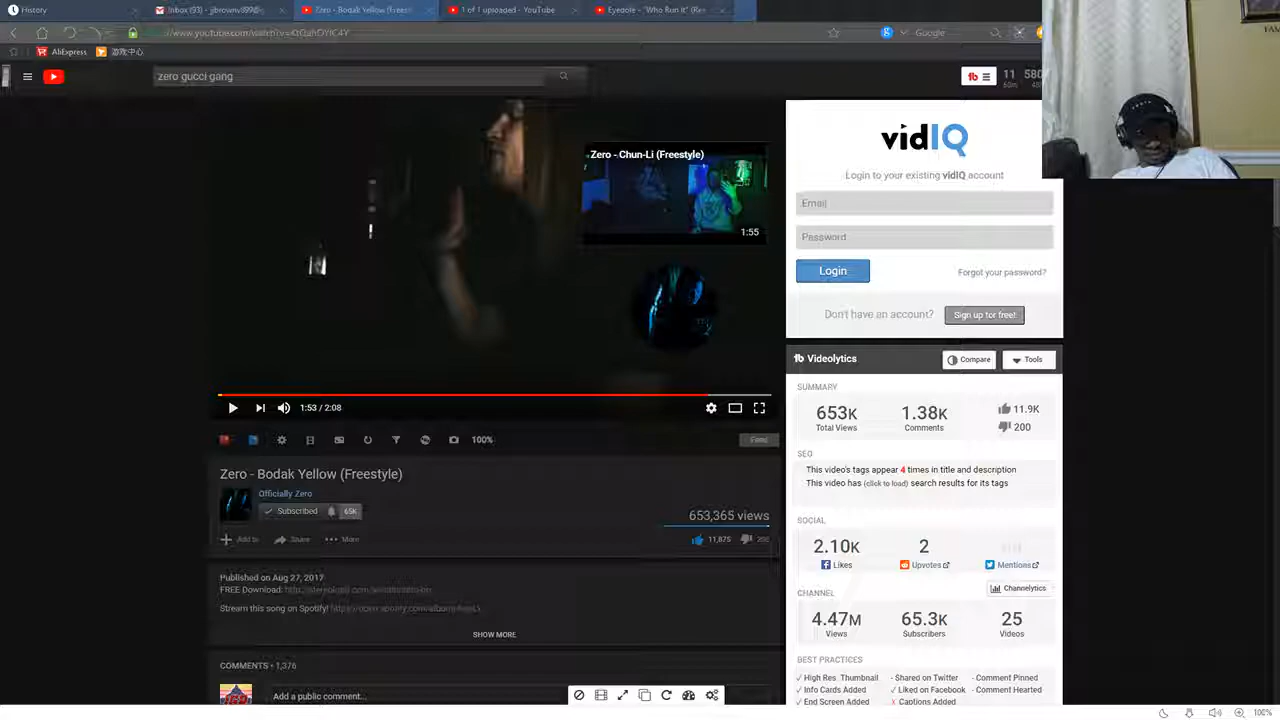 History
Inbox (93) -
Zero - Bodak Yellow (Freest
1 of 1 uploaded - YouTube
Eyedole - "Who Run It" (Re
Google
AliExpress
游戏中心
zero gucci gang
tb
11
60m
580
Zero - Chun-Li (Freestyle)
1:55
1:53 / 2:08
100%
Zero - Bodak Yellow (Freestyle)
Officially Zero
Subscribed 65K
653,365 views
Add to Share More
11,875
Published on Aug 27, 2017
FREE Download:
Stream this song on Spotify!
SHOW MORE
COMMENTS • 1,376
Add a public comment...
vidIQ
Login to your existing vidIQ account
Email
Password
Login
Forgot your password?
Don't have an account?
Sign up for free!
tb Videolytics
Compare
Tools
SUMMARY
653K 1.38K 11.9K
Total Views Comments 200
SEO
This video's tags appear 4 times in title and description
This video has (click to load) search results for its tags
SOCIAL
2.10K 2
Likes Upvotes Mentions
CHANNEL
Channelytics
4.47M 65.3K 25
Views Subscribers Videos
BEST PRACTICES
√ High Res Thumbnail - Shared on Twitter - Comment Pinned
√ Info Cards Added √ Liked on Facebook - Comment Hearted
√ End Screen Added x Captions Added
100%